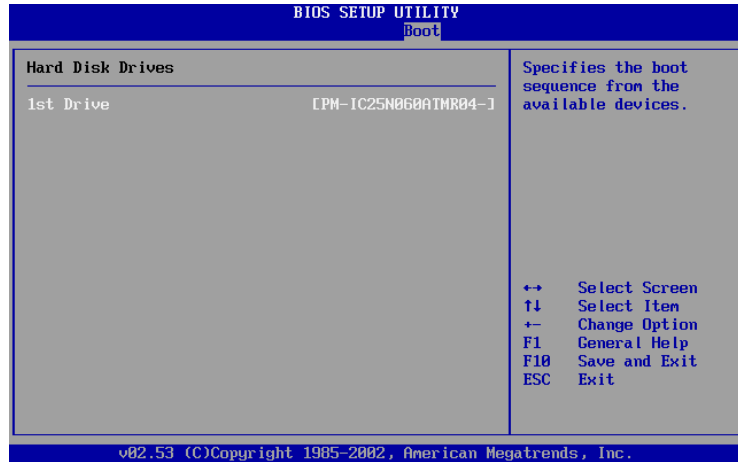 BIOS SETUP UTILITY
Boot
Hard Disk Drives
1st Drive [PM-IC25N060ATMR04-]
Specifies the boot
sequence from the
available devices.
↔ Select Screen
↑↓ Select Item
+- Change Option
F1 General Help
F10 Save and Exit
ESC Exit
v02.53 (C)Copyright 1985-2002, American Megatrends, Inc.